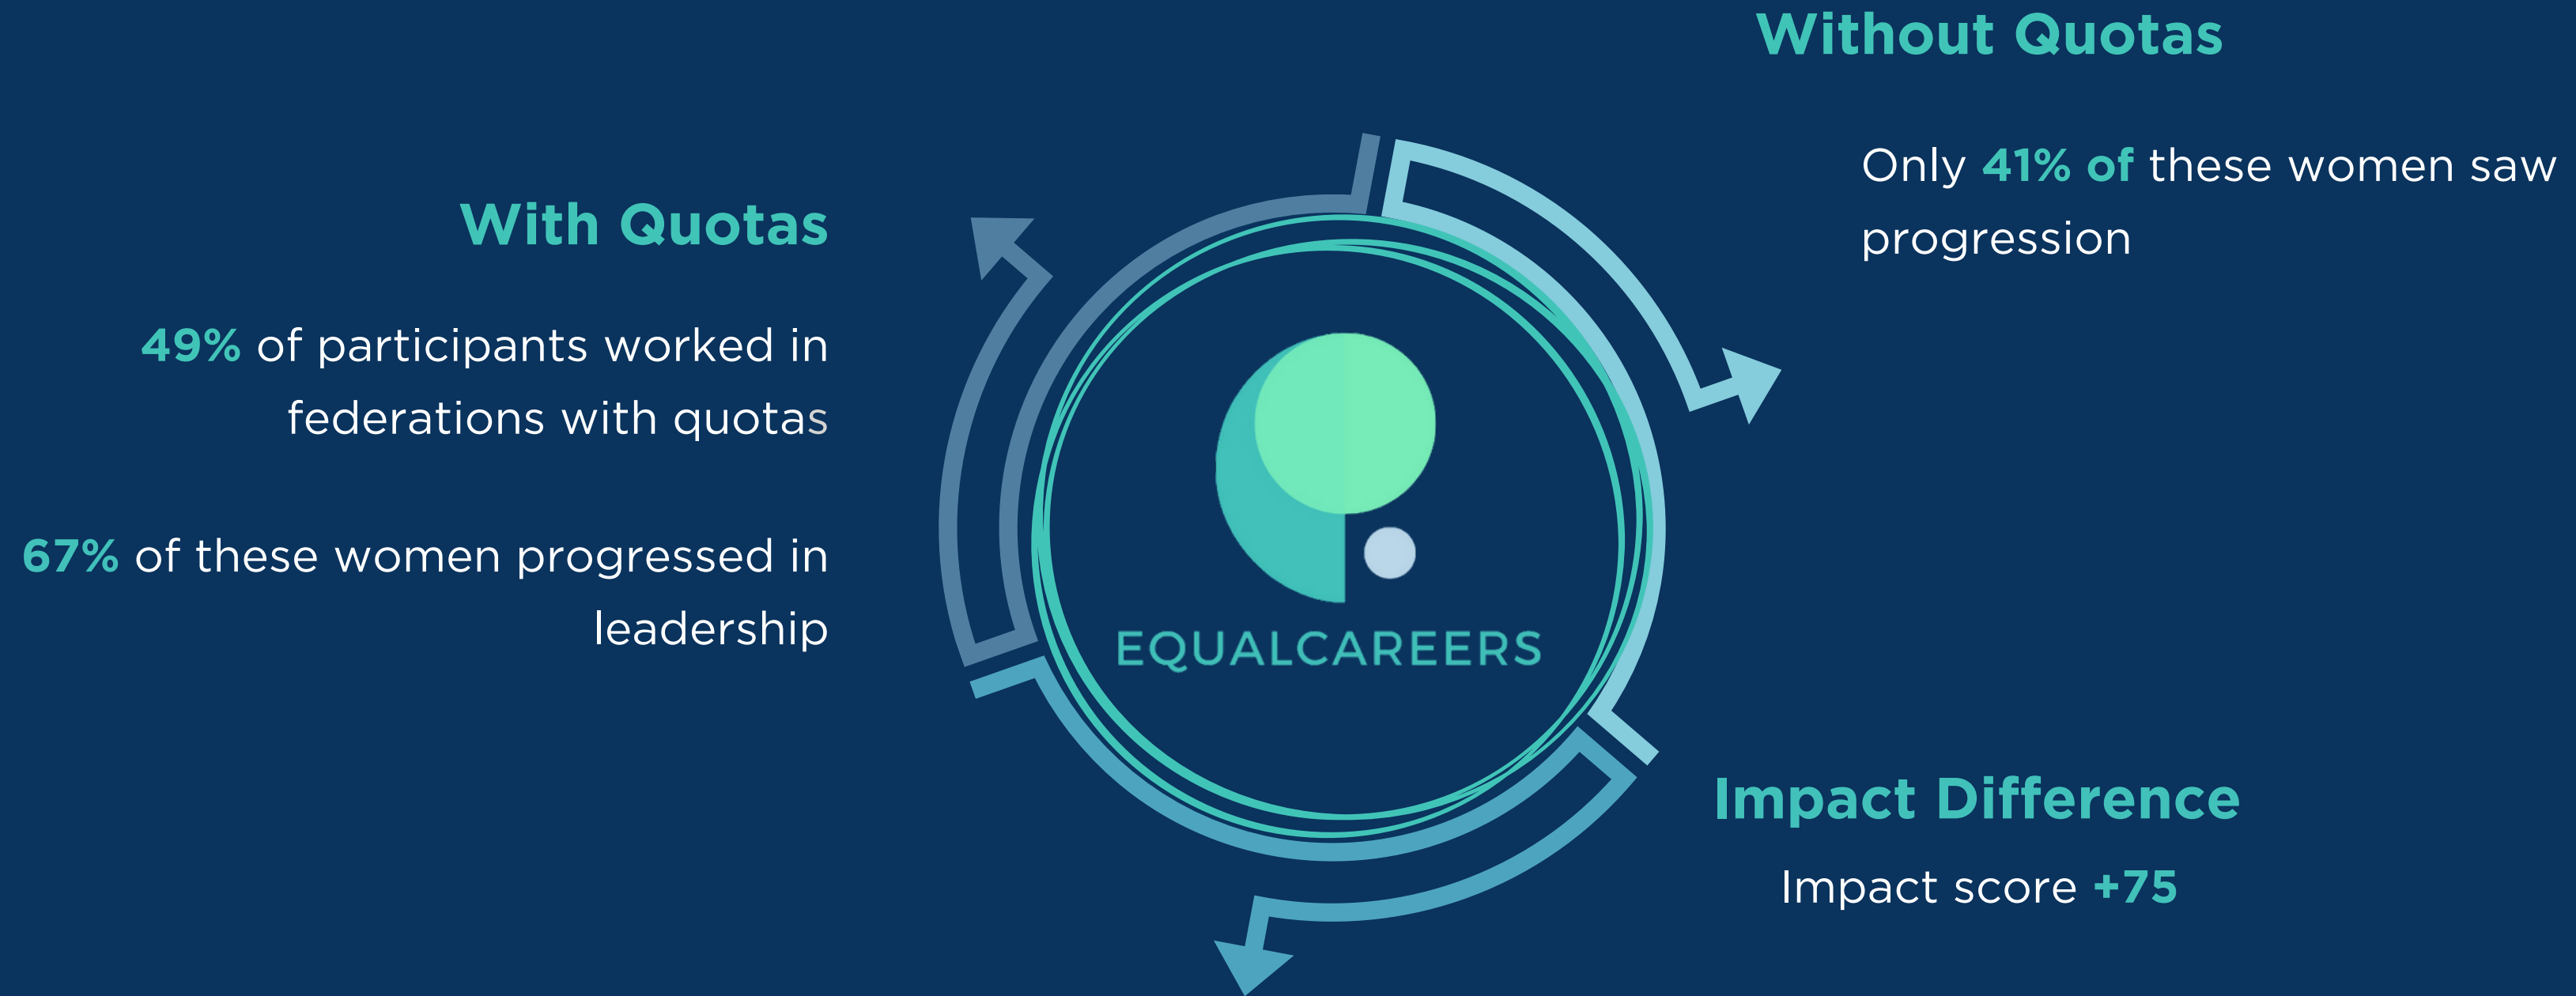 Without Quotas
Only 41% of these women saw
progression
With Quotas
49% of participants worked in
federations with quotas
67% of these women progressed in
leadership
EQUALCAREERS
Impact Difference
Impact score +75